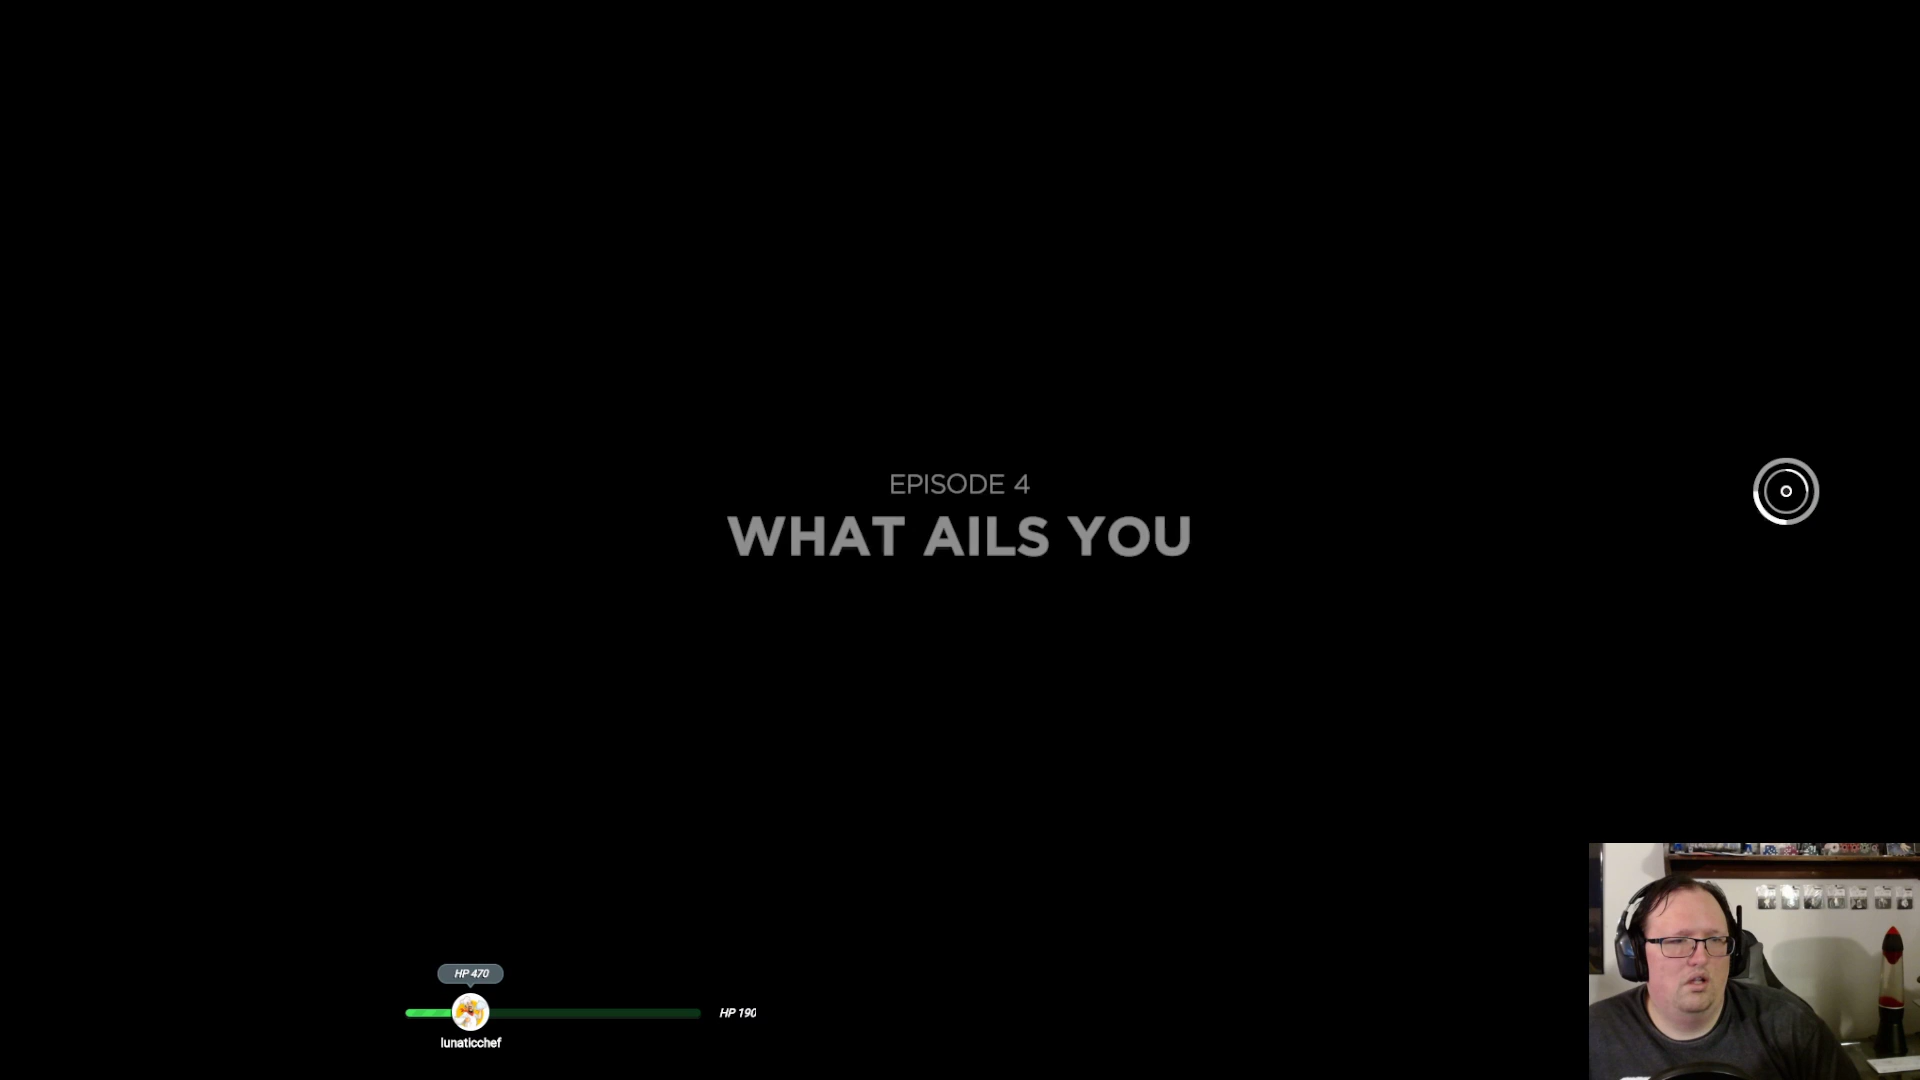 EPISODE 4
WHAT AILS YOU
HP 470
HP 190
lunaticchef